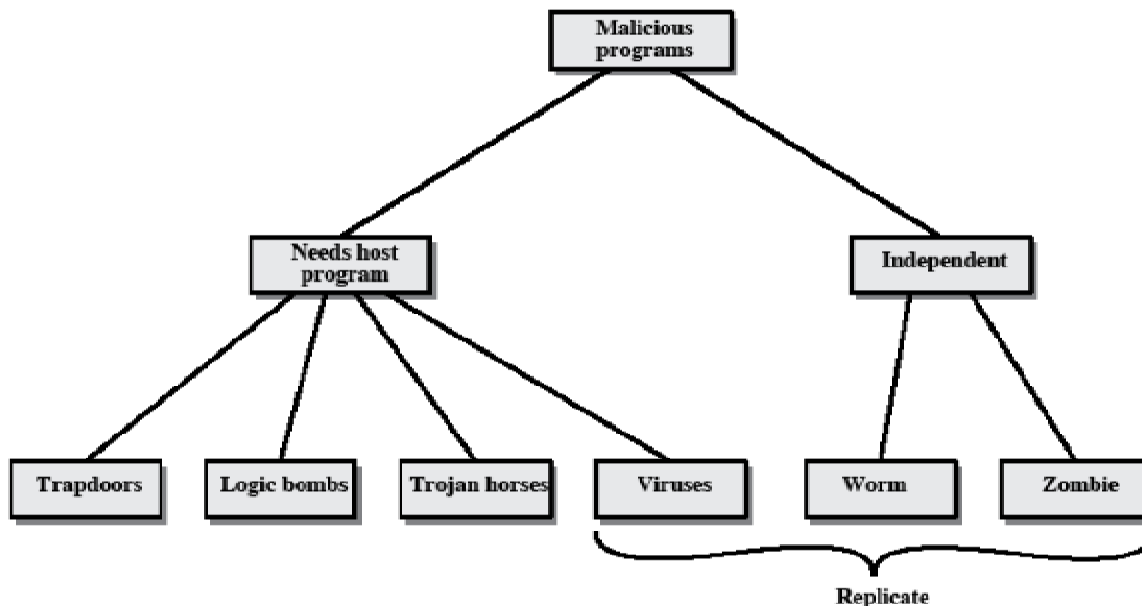 Malicious
programs
Needs host
program
Independent
Trapdoors
Logic bombs
Trojan horses
Viruses
Worm
Zombie
Replicate